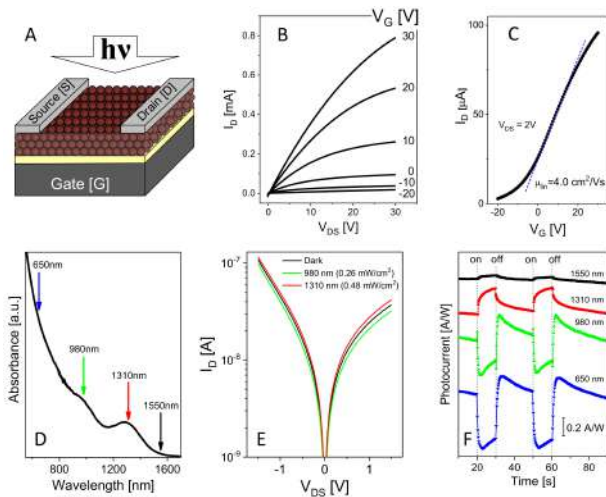 A
hν
Source [S]
Drain [D]
Gate [G]
B
V_G [V]
30
20
10
0
-10
-20
0.8
0.6
0.4
0.2
0.0
I_D [mA]
0
10
20
30
V_DS [V]
C
100
50
0
I_D [μA]
V_DS = 2V
μ_lin=4.0 cm²/Vs
-20
0
20
V_G [V]
650nm
980nm
1310nm
1550nm
Absorbance [a.u.]
D
800
1200
1600
Wavelength [nm]
10⁻⁷
10⁻⁸
10⁻⁹
I_D [A]
Dark
980 nm (0.26 mW/cm²)
1310 nm (0.48 mW/cm²)
E
-1
0
1
V_DS [V]
on
off
on
off
1550 nm
1310 nm
980 nm
650 nm
Photocurrent [A/W]
0.2 A/W
F
20
40
60
80
Time [s]